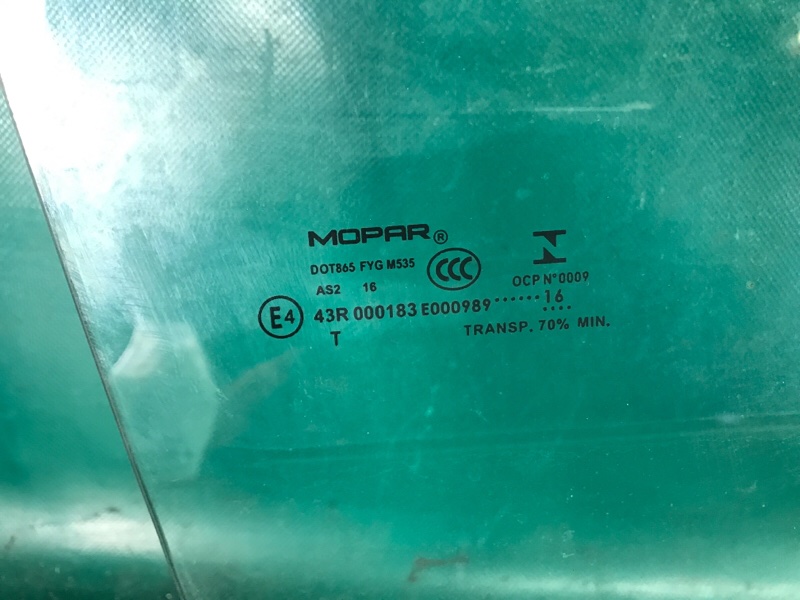 MOPAR®
DOT865 FYG M535
CCC
AS2 16
OCP N°0009
E4
43R 000183 E000989 ······ 16 ····
T
TRANSP. 70% MIN.